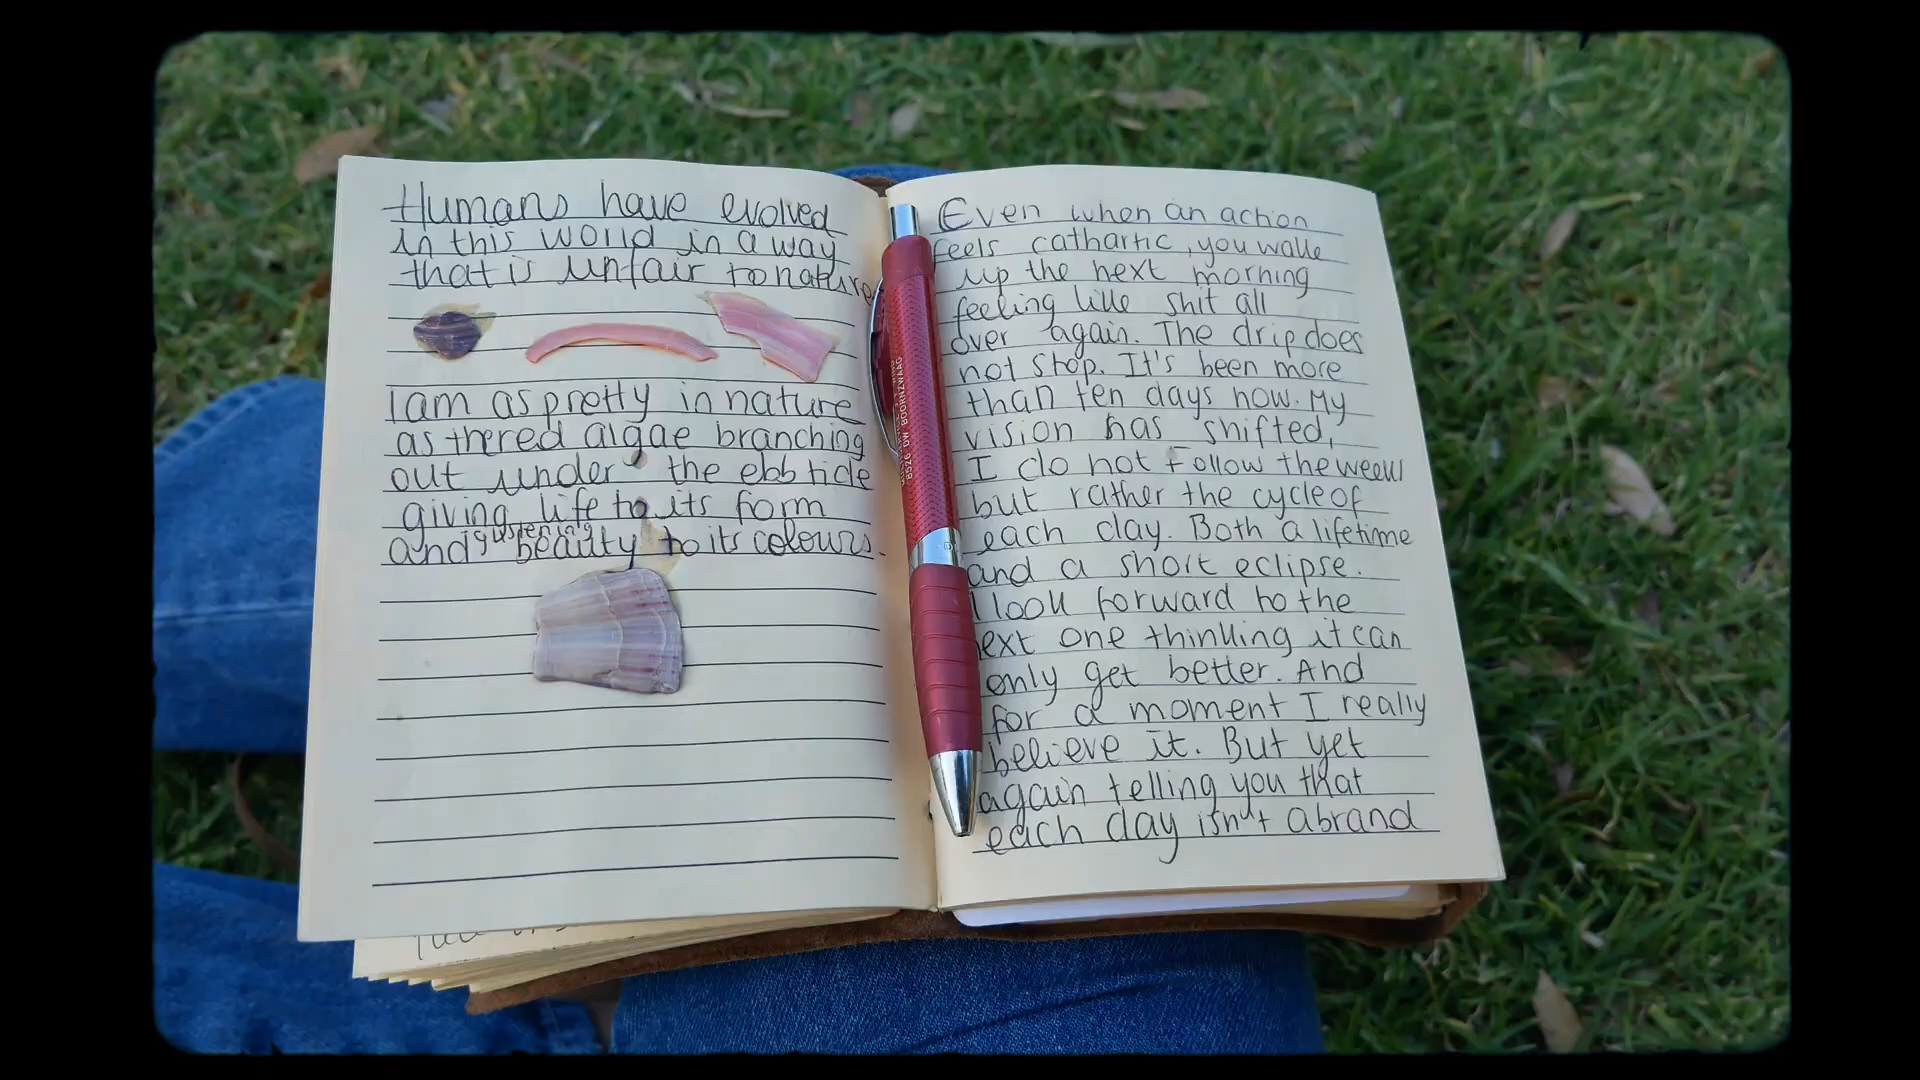 Humans have evolved
in this world in a way
that is unfair to nature
I am as pretty in nature
as the red algae branching
out under the ebb tide
giving life to its form
and glistening beauty to its colours.
Even when an action
feels cathartic, you wake
up the next morning
feeling like shit all
over again. The drip does
not stop. It's been more
than ten days now. My
vision has shifted,
I do not follow the week
but rather the cycle of
each day. Both a lifetime
and a short eclipse.
I look forward to the
ext one thinking it can
only get better. And
for a moment I really
believe it. But yet
again telling you that
each day isn't a brand